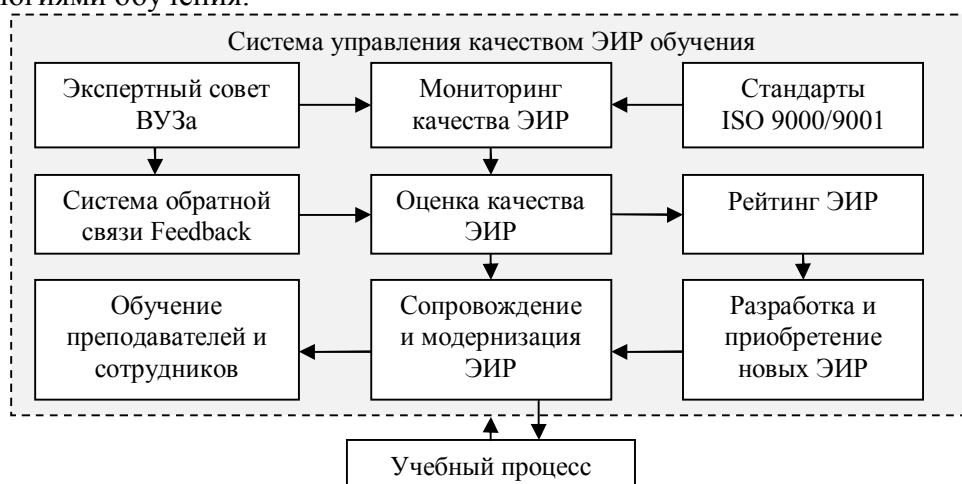 огиями обучения.
Система управления качеством ЭИР обучения
Экспертный совет
ВУЗа
Мониторинг
качества ЭИР
Стандарты
ISO 9000/9001
Система обратной
связи Feedback
Оценка качества
ЭИР
Рейтинг ЭИР
Обучение
преподавателей и
сотрудников
Сопровождение
и модернизация
ЭИР
Разработка и
приобретение
новых ЭИР
Учебный процесс